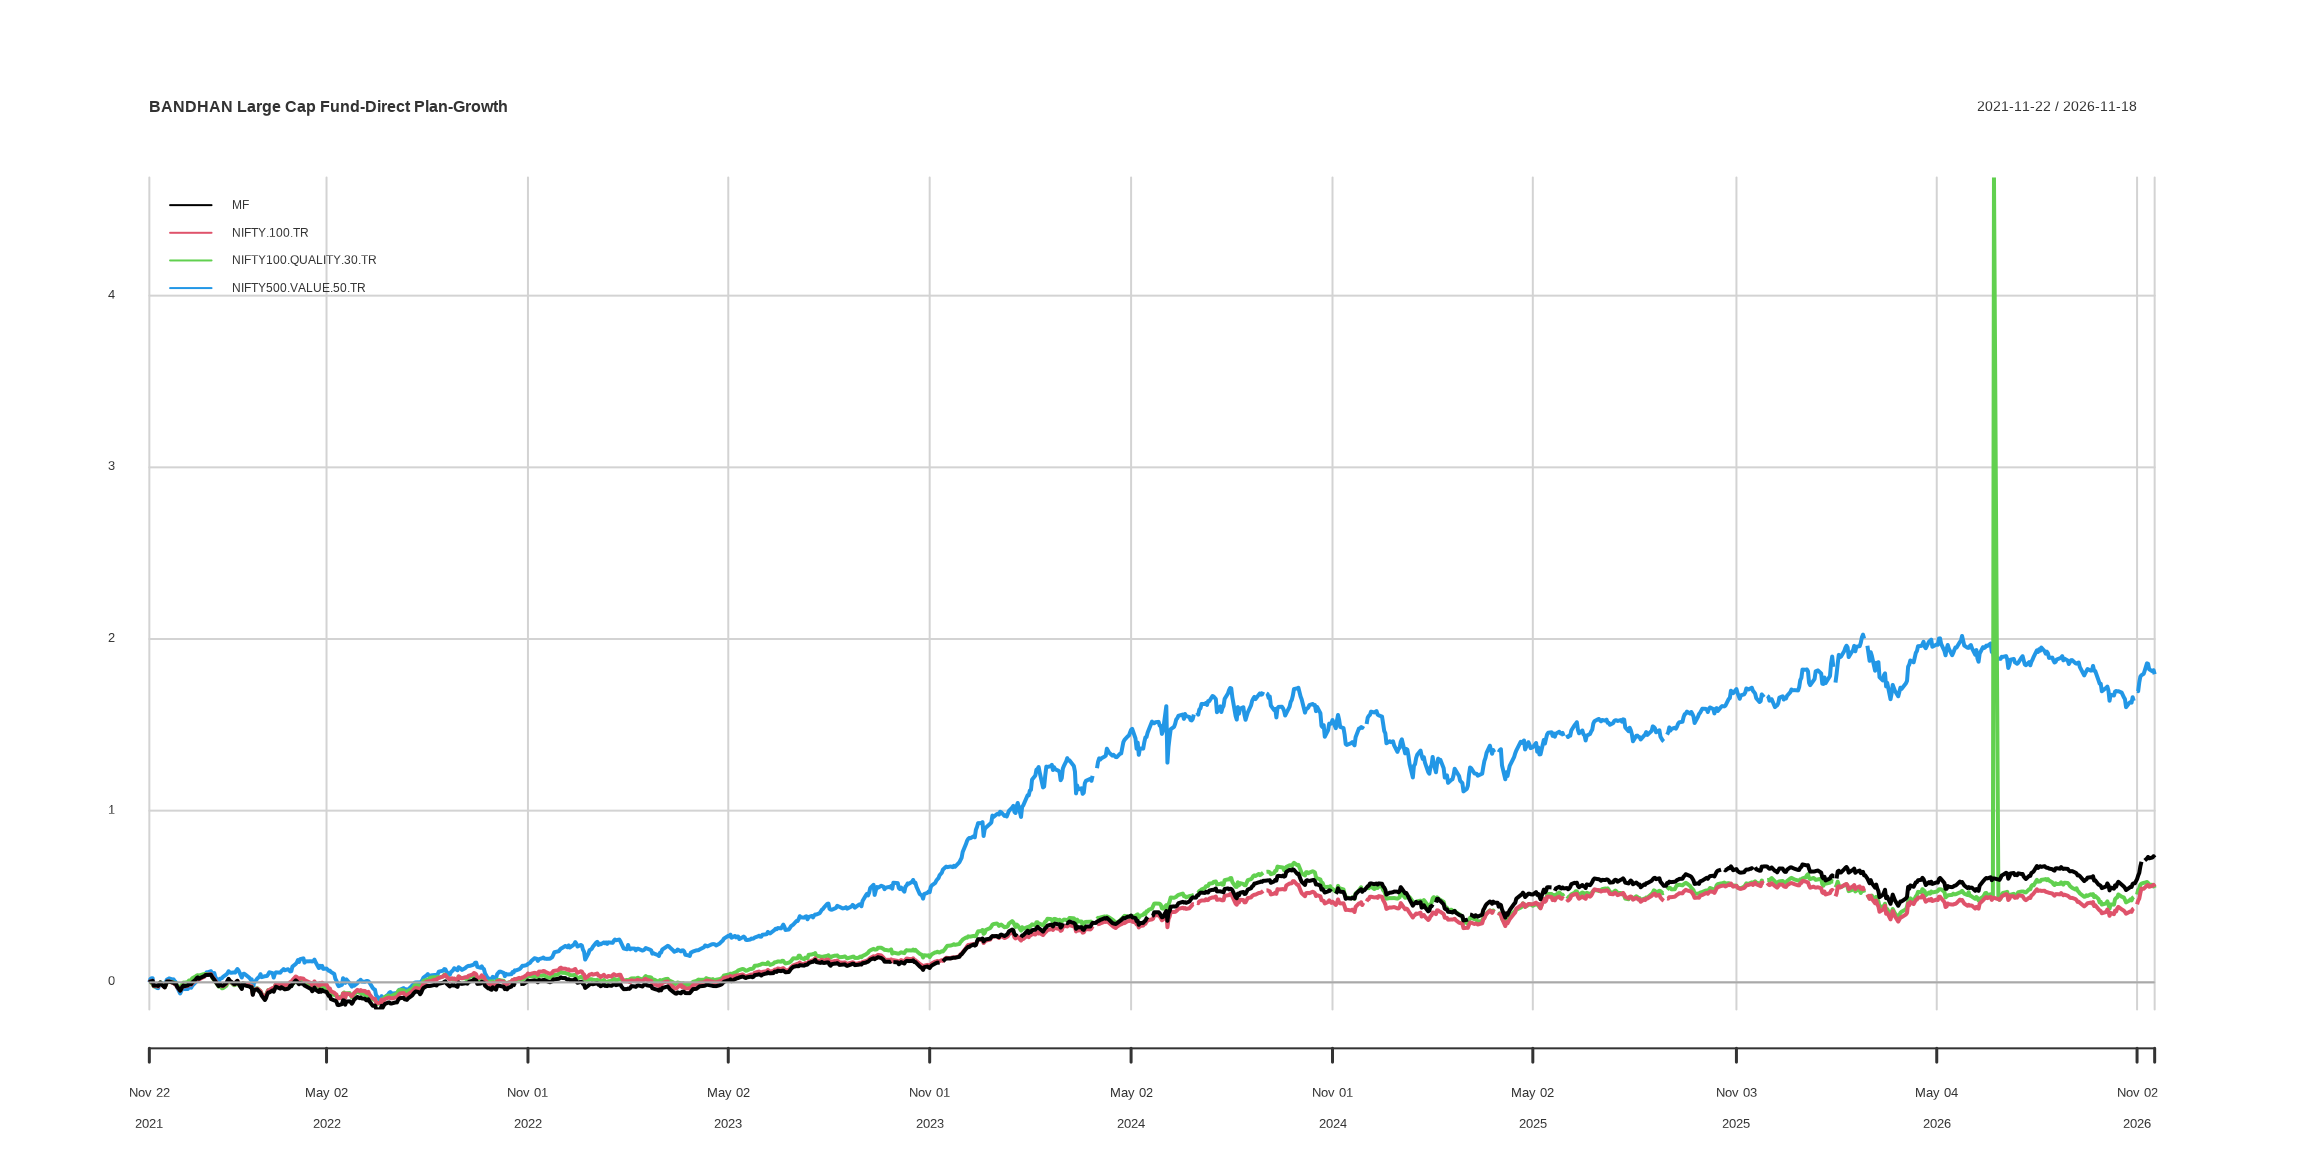 BANDHAN Large Cap Fund-Direct Plan-Growth
2021-11-22 / 2026-11-18
MF
NIFTY.100.TR
NIFTY100.QUALITY.30.TR
NIFTY500.VALUE.50.TR
4
3
2
1
0
Nov 22 May 02 Nov 01 May 02 Nov 01 May 02 Nov 01 May 02 Nov 03 May 04 Nov 02
2021 2022 2022 2023 2023 2024 2024 2025 2025 2026 2026